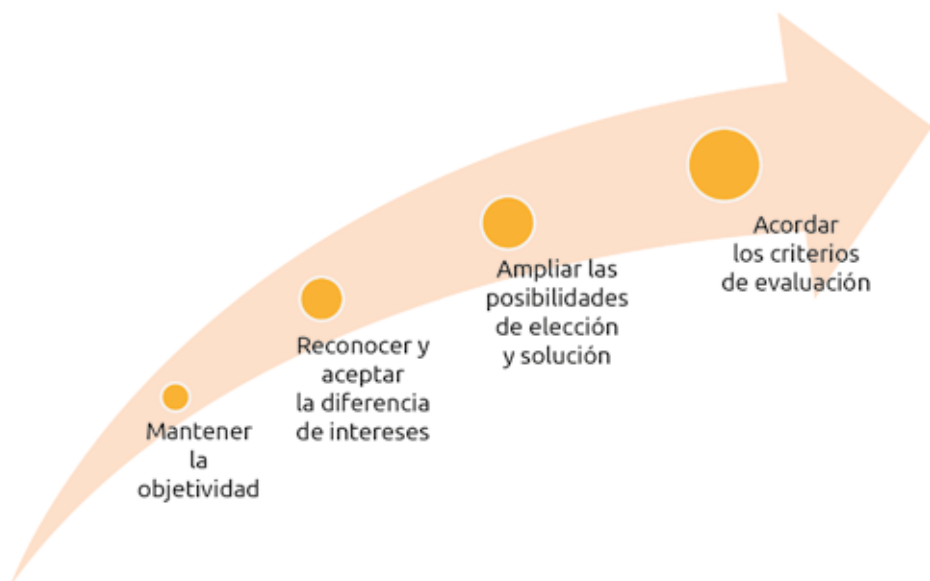 Mantener
la
objetividad
Reconocer y
aceptar
la diferencia
de intereses
Ampliar las
posibilidades
de elección
y solución
Acordar
los criterios
de evaluación